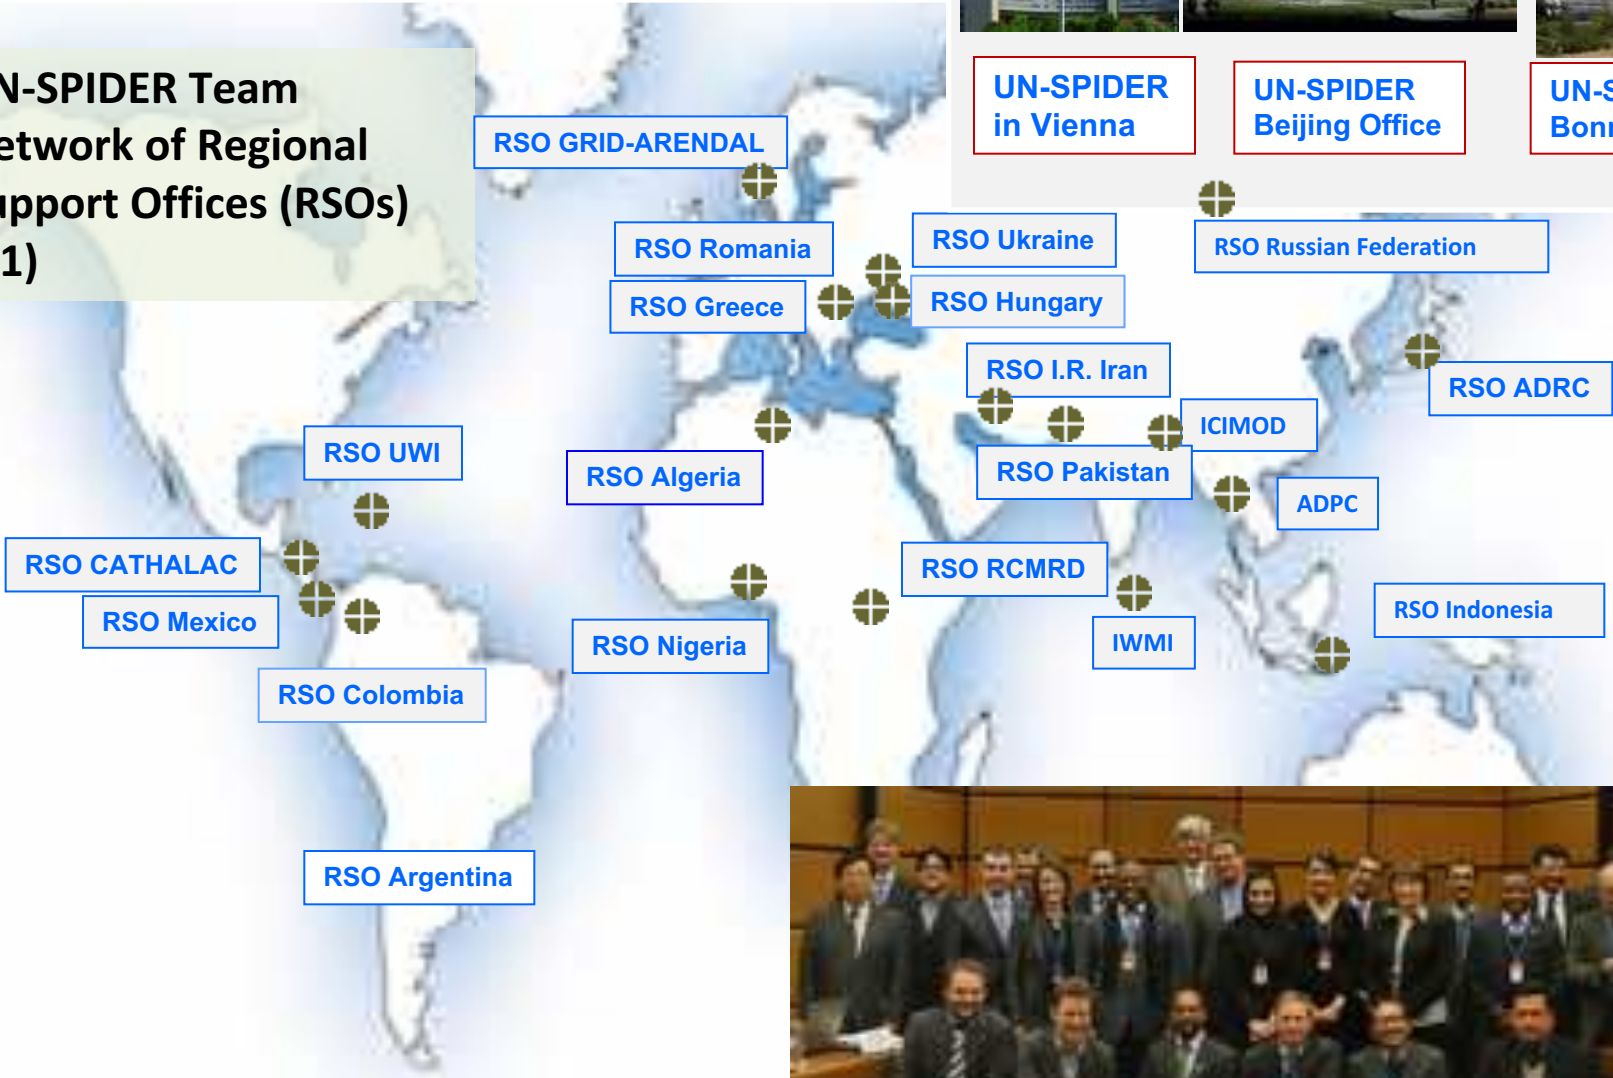 N-SPIDER Team
etwork of Regional
upport Offices (RSOs)
1)
UN-SPIDER
in Vienna
UN-SPIDER
Beijing Office
UN-S
Bonn
RSO GRID-ARENDAL
RSO Romania
RSO Ukraine
RSO Russian Federation
RSO Greece
RSO Hungary
RSO I.R. Iran
RSO ADRC
ICIMOD
RSO UWI
RSO Algeria
RSO Pakistan
ADPC
RSO CATHALAC
RSO RCMRD
RSO Mexico
RSO Nigeria
IWMI
RSO Indonesia
RSO Colombia
RSO Argentina